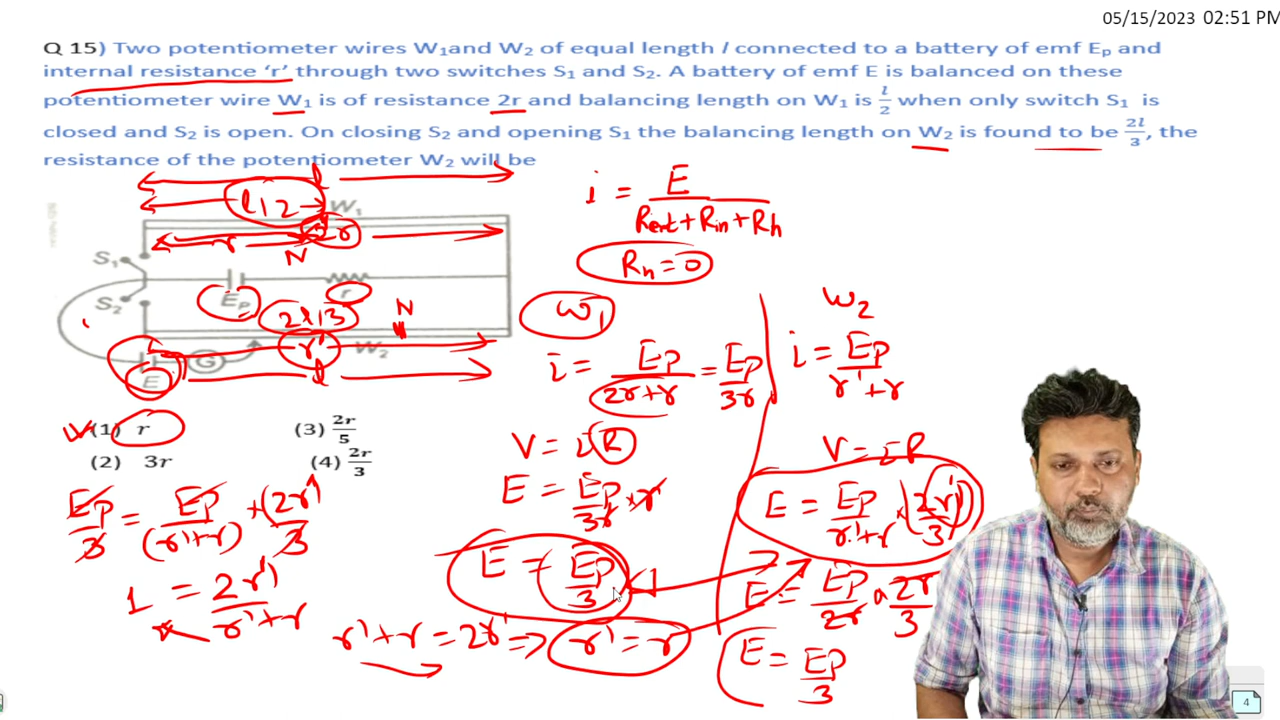 05/15/2023 02:51 PM
Q 15) Two potentiometer wires W₁and W₂ of equal length l connected to a battery of emf Eₚ and
internal resistance 'r' through two switches S₁ and S₂. A battery of emf E is balanced on these
potentiometer wire W₁ is of resistance 2r and balancing length on W₁ is l/2 when only switch S₁ is
closed and S₂ is open. On closing S₂ and opening S₁ the balancing length on W₂ is found to be 2l/3, the
resistance of the potentiometer W₂ will be
l
l/2 W₁
2r
r
N
S₁
S₂ Eₚ r
2l/3 N
r' W₂
G
E l
(1) r (3) 2r/5
(2) 3r (4) 2r/3
Ep/3 = Ep/(r'+r) × (2r')/3
1 = 2r'/r'+r
i = E/Rext+Rin+Rh
Rh=0
W₁
i = Ep/2r+r = Ep/3r
V = iR
E = Ep/3r × r
E = Ep/3
r'+r = 2r' ⇒ r' = r
W₂
i = Ep/r'+r
V = iR
E = Ep/r'+r × (2r'/3)
E = Ep/2r × 2r/3
E = Ep/3
4